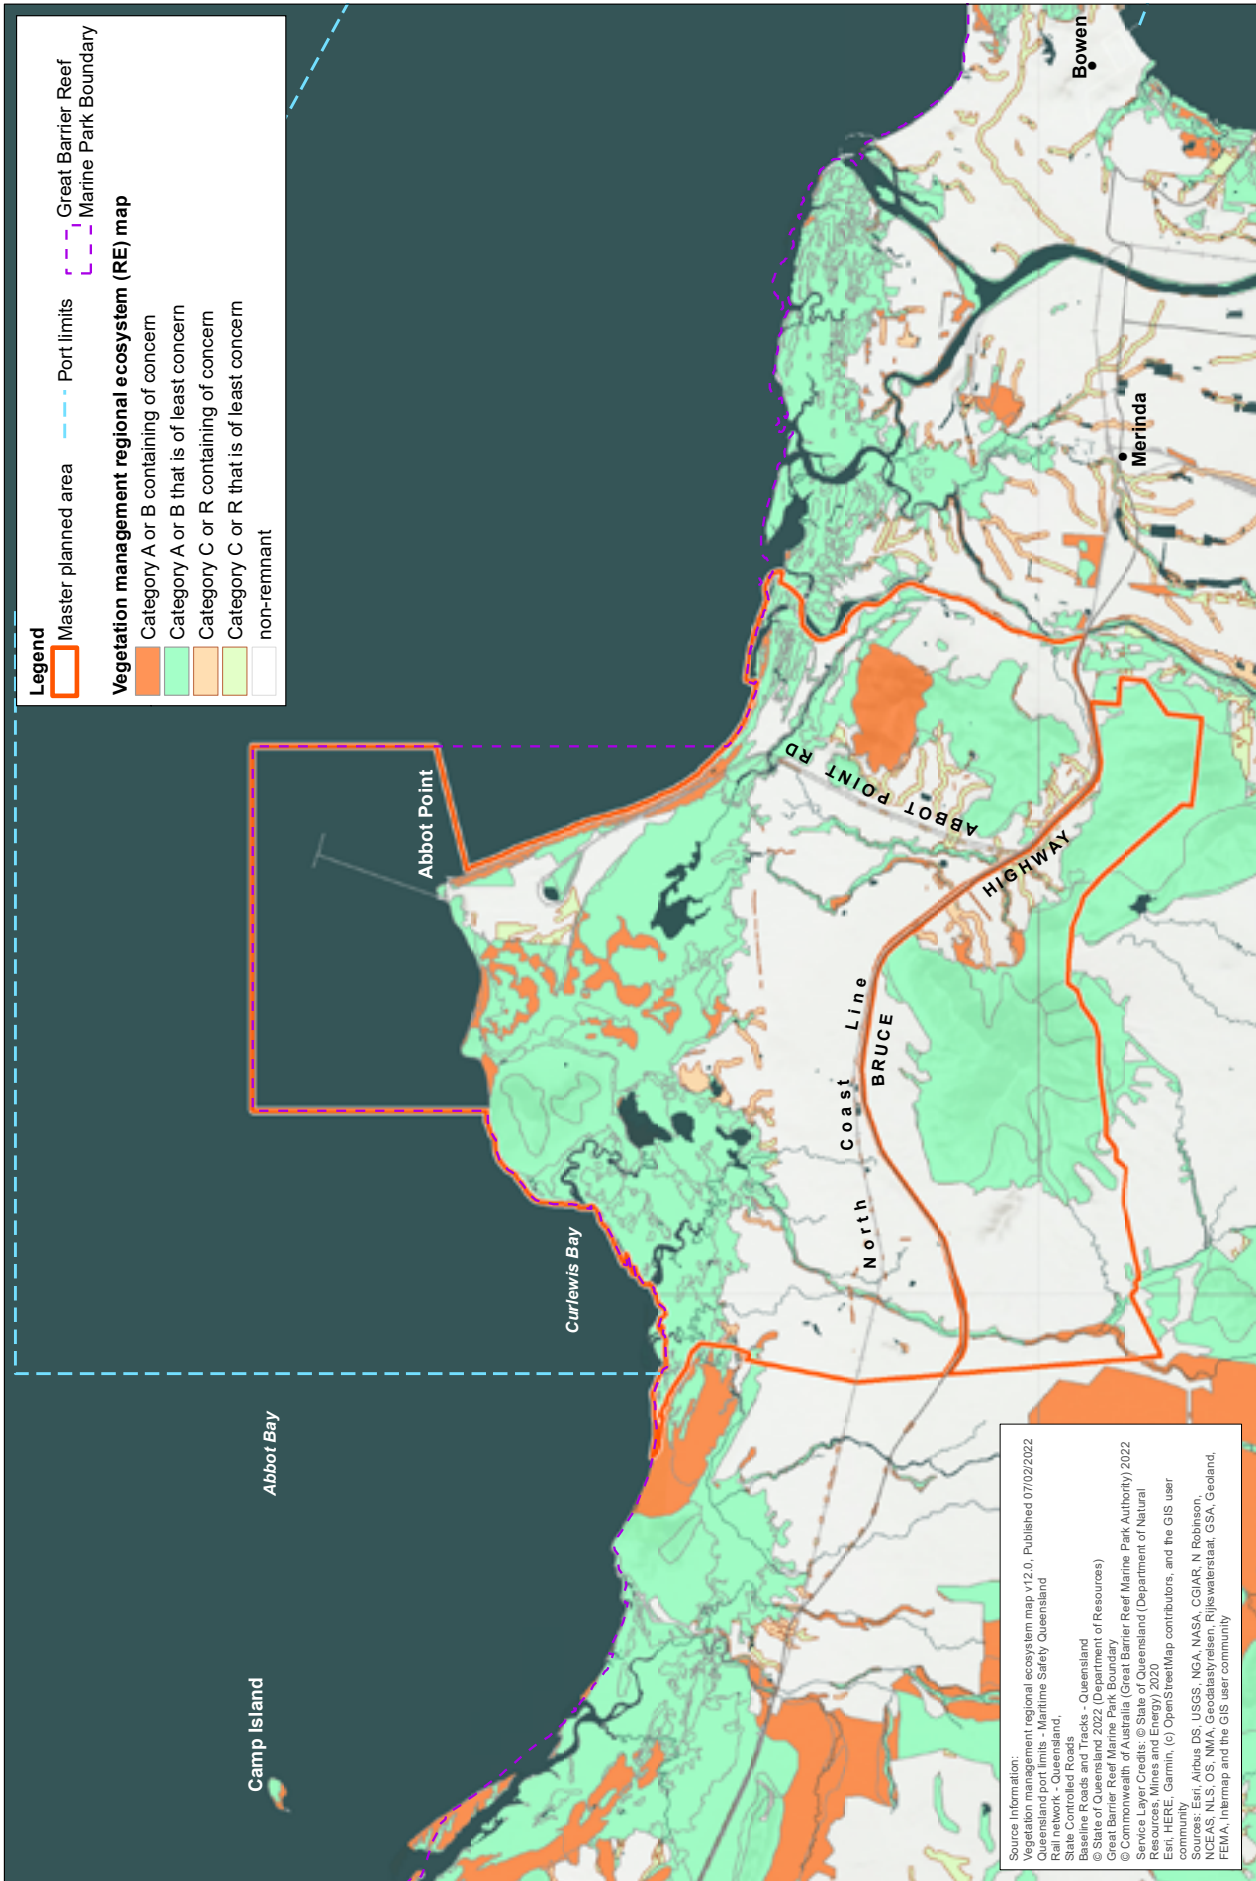 Legend
Master planned area
Port limits
Great Barrier Reef
Marine Park Boundary
Vegetation management regional ecosystem (RE) map
Category A or B containing of concern
Category A or B that is of least concern
Category C or R containing of concern
Category C or R that is of least concern
non-remnant
Camp Island
Abbot Bay
Curlewis Bay
Abbot Point
Bowen
Merinda
ABBOT POINT RD
North Coast Line
BRUCE HIGHWAY
Source Information:
Vegetation management regional ecosystem map v12.0, Published 07/02/2022
Queensland port limits - Maritime Safety Queensland
Rail network - Queensland,
State Controlled Roads
Baseline Roads and Tracks - Queensland
© State of Queensland 2022 (Department of Resources)
Great Barrier Reef Marine Park Boundary
© Commonwealth of Australia (Great Barrier Reef Marine Park Authority) 2022
Service Layer Credits: © State of Queensland (Department of Natural
Resources, Mines and Energy) 2020
Esri, HERE, Garmin, (c) OpenStreetMap contributors, and the GIS user
community
Sources: Esri, Airbus DS, USGS, NGA, NASA, CGIAR, N Robinson,
NCEAS, NLS, OS, NMA, Geodatastyrelsen, Rijkswaterstaat, GSA, Geoland,
FEMA, Intermap and the GIS user community